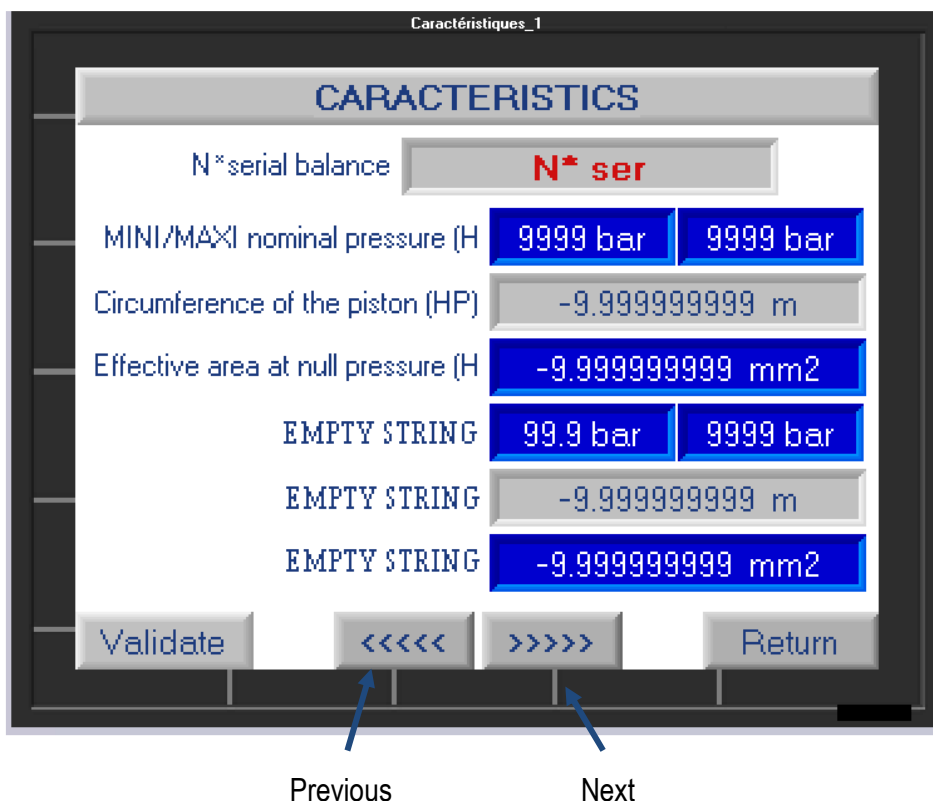 Caractéristiques_1
CARACTERISTICS
N*serial balance N* ser
MINI/MAXI nominal pressure (H 9999 bar 9999 bar
Circumference of the piston (HP) -9.999999999 m
Effective area at null pressure (H -9.999999999 mm2
EMPTY STRING 99.9 bar 9999 bar
EMPTY STRING -9.999999999 m
EMPTY STRING -9.999999999 mm2
Validate <<<<< >>>>> Return
Previous Next